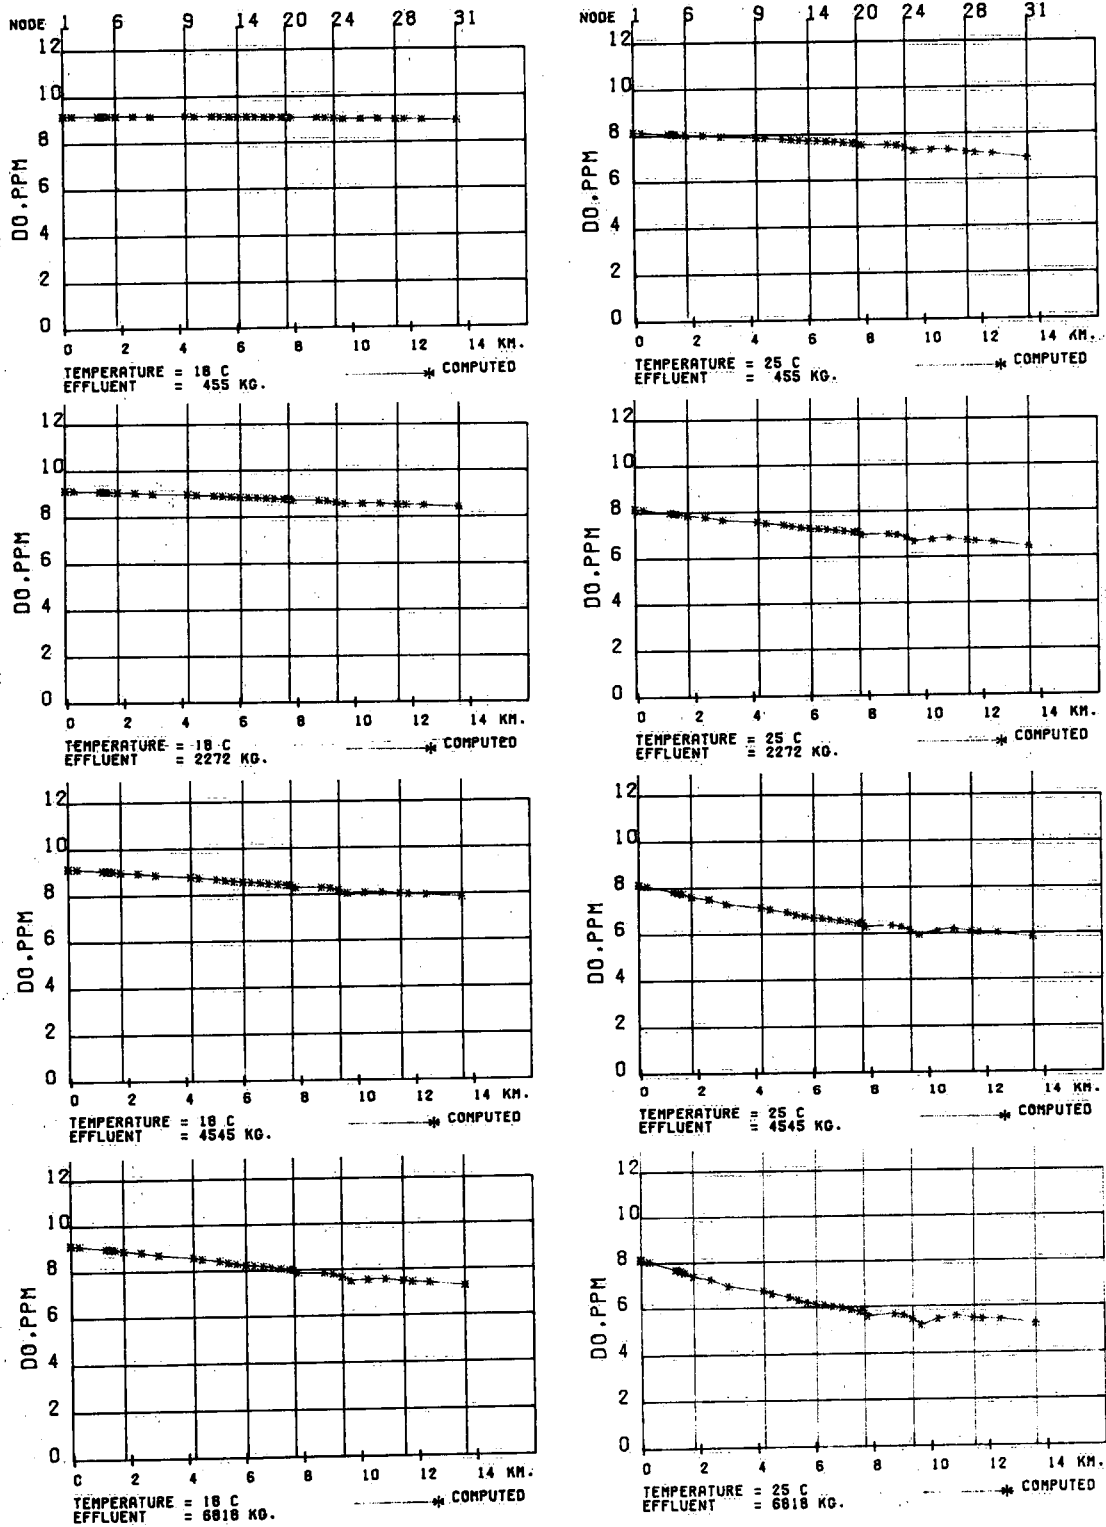 NODE 1 6 9 14 20 24 28 31
12
10
8
6
4
2
0
DO.PPM
0 2 4 6 8 10 12 14 KM.
TEMPERATURE = 18 C
EFFLUENT = 455 KG.
COMPUTED
1 6 9 14 20 24 28 31
12
10
8
6
4
2
0
DO.PPM
0 2 4 6 8 10 12 14 KM.
TEMPERATURE = 25 C
EFFLUENT = 455 KG.
COMPUTED
12
10
8
6
4
2
0
DO.PPM
0 2 4 6 8 10 12 14 KM.
TEMPERATURE = 18 C
EFFLUENT = 2272 KG.
COMPUTED
12
10
8
6
4
2
0
DO.PPM
0 2 4 6 8 10 12 14 KM.
TEMPERATURE = 25 C
EFFLUENT = 2272 KG.
COMPUTED
12
10
8
6
4
2
0
DO.PPM
0 2 4 6 8 10 12 14 KM.
TEMPERATURE = 18 C
EFFLUENT = 4545 KG.
COMPUTED
12
10
8
6
4
2
0
DO.PPM
0 2 4 6 8 10 12 14 KM.
TEMPERATURE = 25 C
EFFLUENT = 4545 KG.
COMPUTED
12
10
8
6
4
2
0
DO.PPM
0 2 4 6 8 10 12 14 KM.
TEMPERATURE = 18 C
EFFLUENT = 6818 KG.
COMPUTED
12
10
8
6
4
2
0
DO.PPM
0 2 4 6 8 10 12 14 KM.
TEMPERATURE = 25 C
EFFLUENT = 6818 KG.
COMPUTED